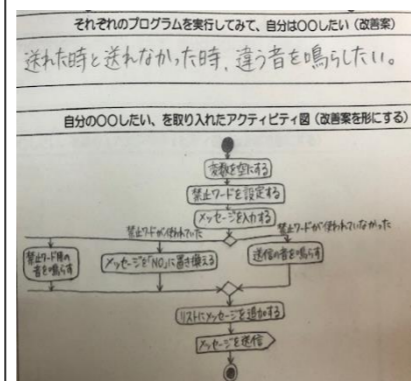 それぞれのプログラムを実行してみて、自分は〇〇したい（改善案）
送れた時と送れなかった時、違う音を鳴らしたい。
自分の〇〇したい、を取り入れたアクティビティ図（改善案を形にする）
変数を空にする
禁止ワードを設定する
メッセージを入力する
禁止ワードが使われていた
禁止ワードが使われていなかった
禁止ワード用の
音を鳴らす
メッセージを「NO」に置き換える
送信の音を鳴らす
リストにメッセージを追加する
メッセージを送信